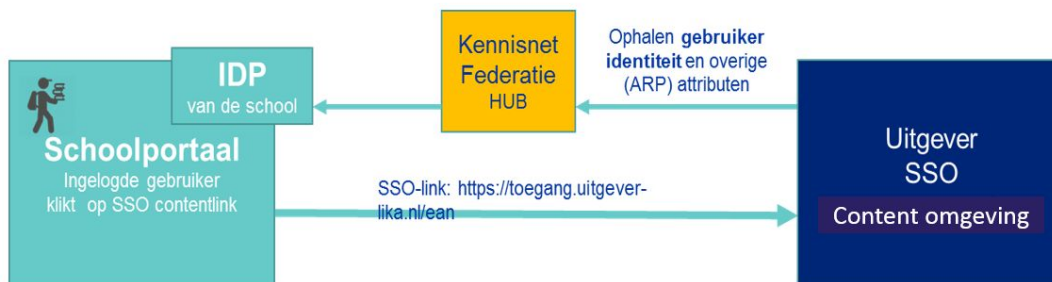 IDP
van de school
Schoolportaal
Ingelogde gebruiker
klikt op SSO contentlink
Kennisnet
Federatie
HUB
Ophalen gebruiker
identiteit en overige
(ARP) attributen
SSO-link: https://toegang.uitgever-
lika.nl/ean
Uitgever
SSO
Content omgeving